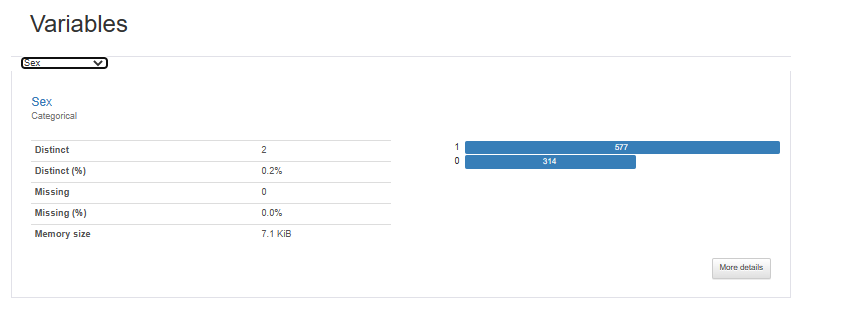 Variables
Sex
Sex
Categorical
Distinct 2
Distinct (%) 0.2%
Missing 0
Missing (%) 0.0%
Memory size 7.1 KiB
1 577
0 314
More details